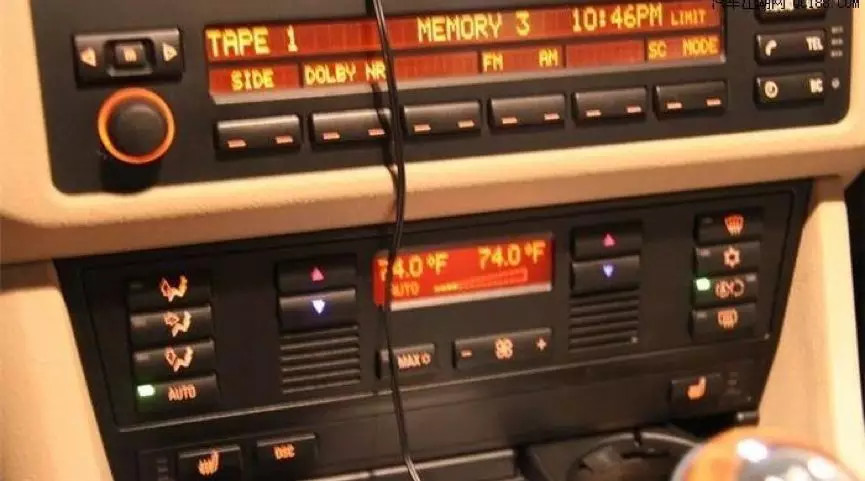 TAPE 1 MEMORY 3 10:46PM LIMIT
SIDE DOLBY NR FM AM SC MODE
TEL
BC
74.0°F 74.0°F
AUTO
MAX
- +
AUTO
DSC